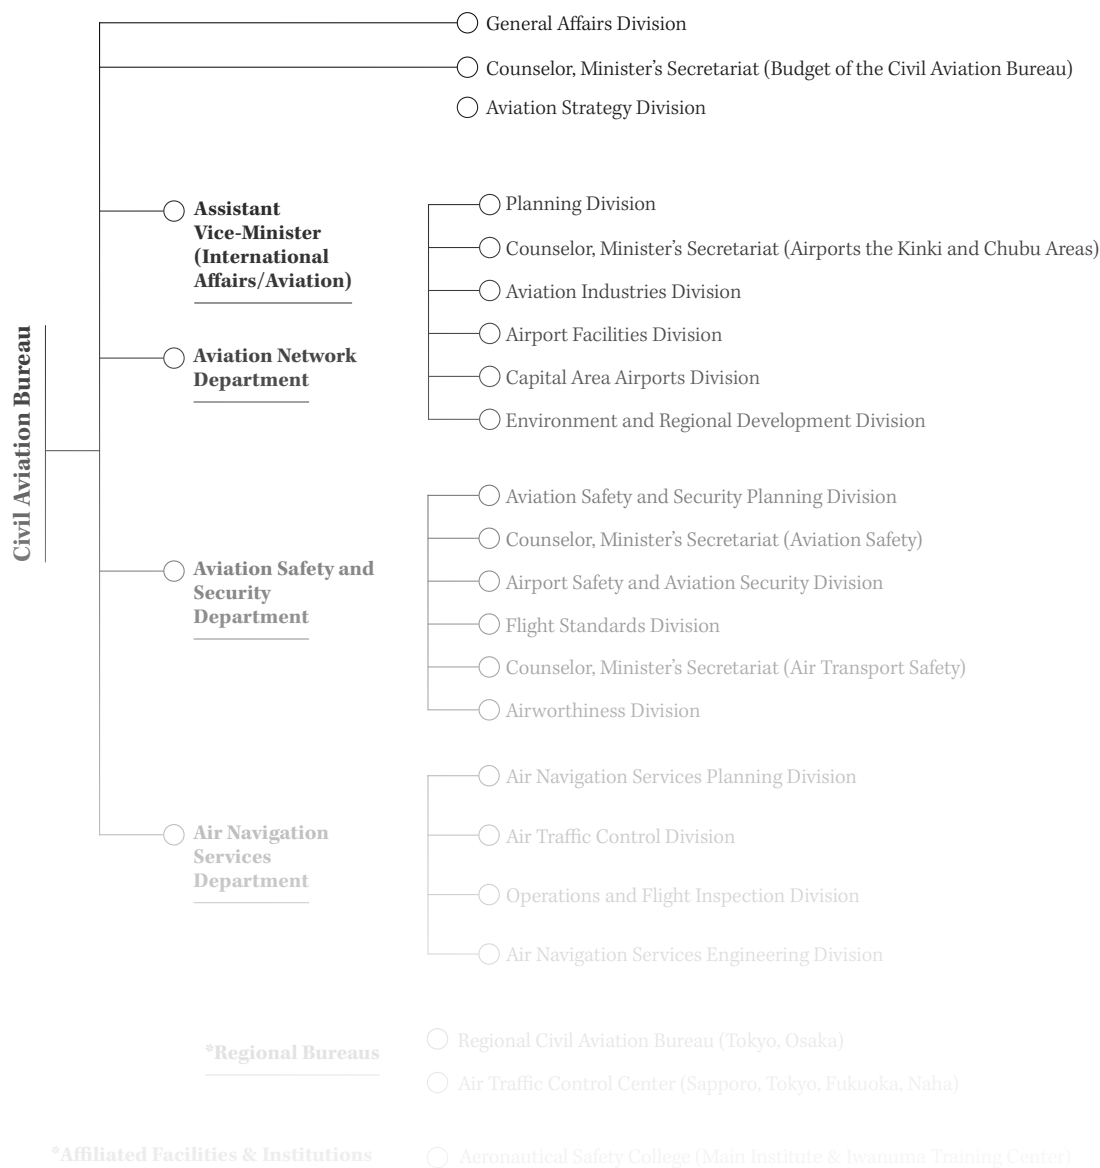 General Affairs Division
Counselor, Minister’s Secretariat (Budget of the Civil Aviation Bureau)
Aviation Strategy Division
Civil Aviation Bureau
Assistant
Vice-Minister
(International
Affairs/Aviation)
Aviation Network
Department
Planning Division
Counselor, Minister’s Secretariat (Airports the Kinki and Chubu Areas)
Aviation Industries Division
Airport Facilities Division
Capital Area Airports Division
Environment and Regional Development Division
Aviation Safety and
Security
Department
Aviation Safety and Security Planning Division
Counselor, Minister’s Secretariat (Aviation Safety)
Airport Safety and Aviation Security Division
Flight Standards Division
Counselor, Minister’s Secretariat (Air Transport Safety)
Airworthiness Division
Air Navigation
Services
Department
Air Navigation Services Planning Division
Air Traffic Control Division
Operations and Flight Inspection Division
Air Navigation Services Engineering Division
*Regional Bureaus
Regional Civil Aviation Bureau (Tokyo, Osaka)
Air Traffic Control Center (Sapporo, Tokyo, Fukuoka, Naha)
*Affiliated Facilities & Institutions
Aeronautical Safety College (Main Institute & Iwanuma Training Center)